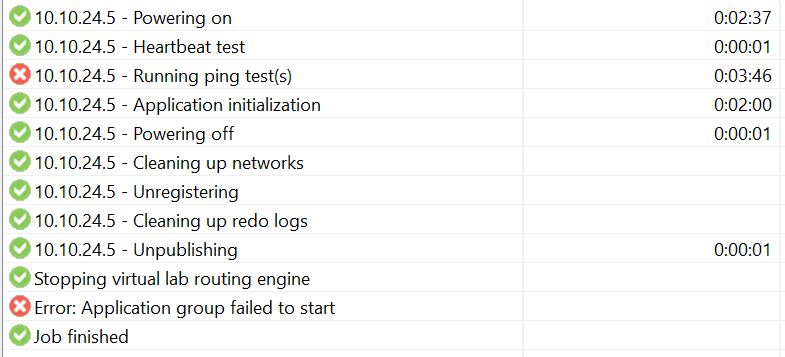 10.10.24.5 - Powering on 0:02:37
10.10.24.5 - Heartbeat test 0:00:01
10.10.24.5 - Running ping test(s) 0:03:46
10.10.24.5 - Application initialization 0:02:00
10.10.24.5 - Powering off 0:00:01
10.10.24.5 - Cleaning up networks
10.10.24.5 - Unregistering
10.10.24.5 - Cleaning up redo logs
10.10.24.5 - Unpublishing 0:00:01
Stopping virtual lab routing engine
Error: Application group failed to start
Job finished